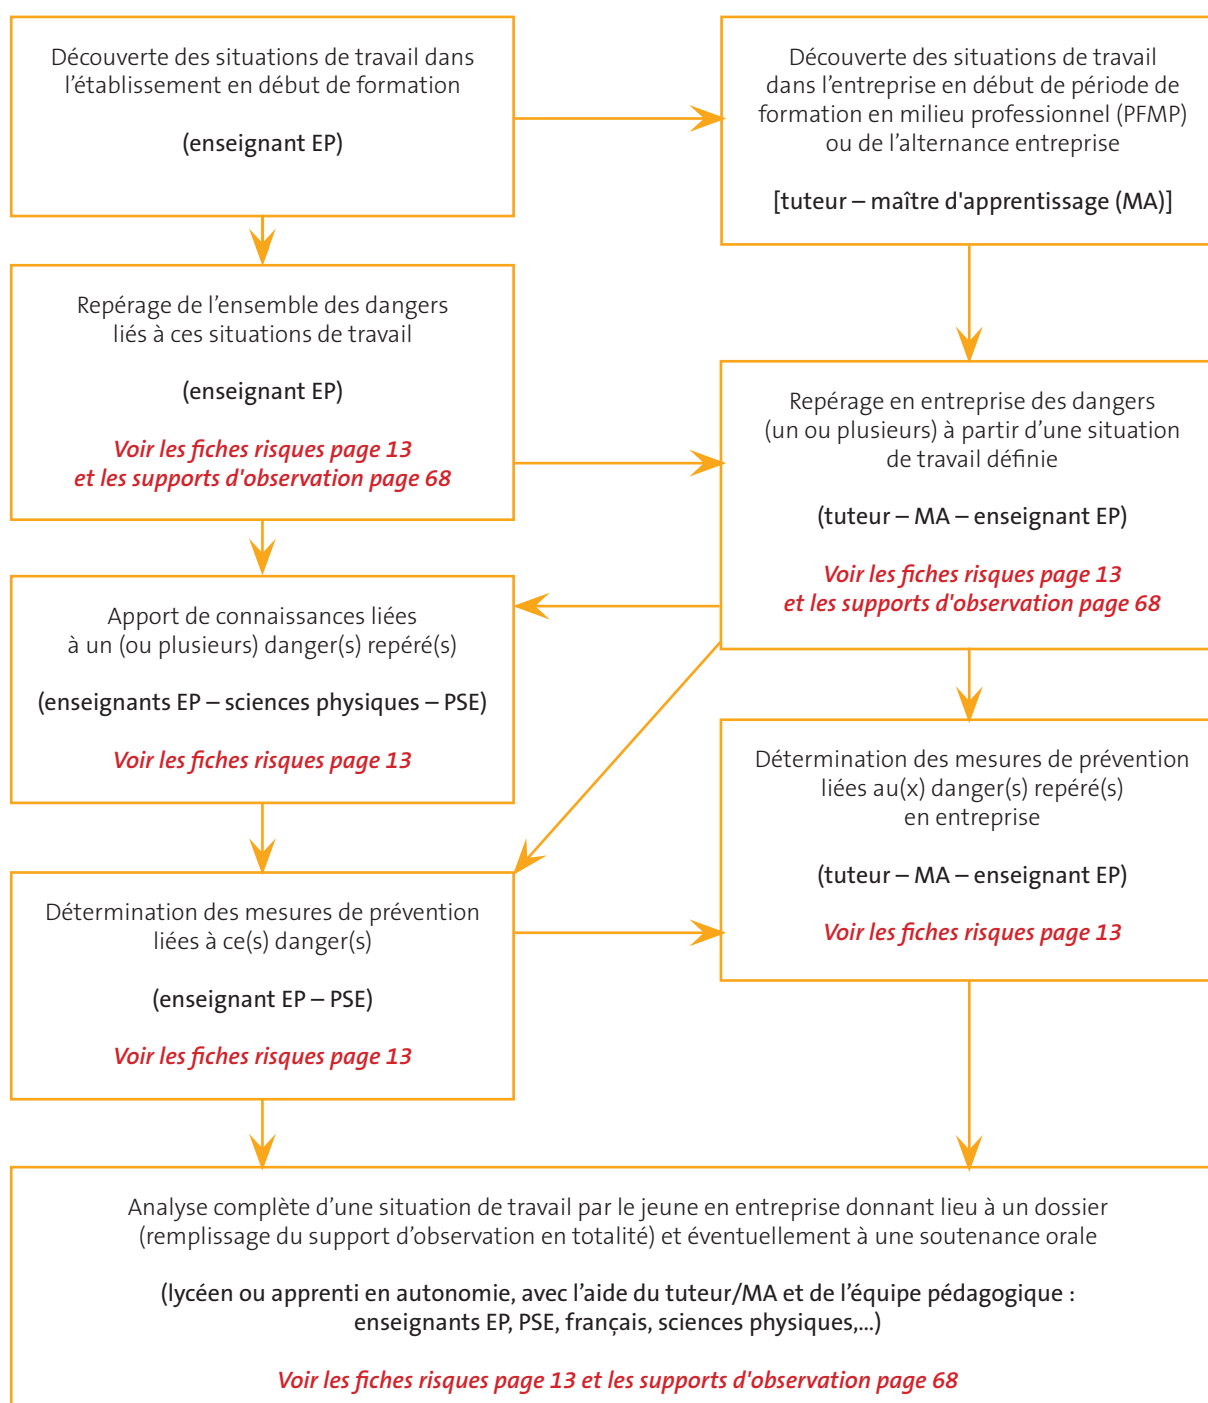 Découverte des situations de travail dans
l'établissement en début de formation
(enseignant EP)
Découverte des situations de travail
dans l'entreprise en début de période de
formation en milieu professionnel (PFMP)
ou de l'alternance entreprise
[tuteur – maître d'apprentissage (MA)]
Repérage de l'ensemble des dangers
liés à ces situations de travail
(enseignant EP)
Voir les fiches risques page 13
et les supports d'observation page 68
Repérage en entreprise des dangers
(un ou plusieurs) à partir d'une situation
de travail définie
(tuteur – MA – enseignant EP)
Voir les fiches risques page 13
et les supports d'observation page 68
Apport de connaissances liées
à un (ou plusieurs) danger(s) repéré(s)
(enseignants EP – sciences physiques – PSE)
Voir les fiches risques page 13
Détermination des mesures de prévention
liées au(x) danger(s) repéré(s)
en entreprise
(tuteur – MA – enseignant EP)
Voir les fiches risques page 13
Détermination des mesures de prévention
liées à ce(s) danger(s)
(enseignant EP – PSE)
Voir les fiches risques page 13
Analyse complète d'une situation de travail par le jeune en entreprise donnant lieu à un dossier
(remplissage du support d'observation en totalité) et éventuellement à une soutenance orale
(lycéen ou apprenti en autonomie, avec l'aide du tuteur/MA et de l'équipe pédagogique :
enseignants EP, PSE, français, sciences physiques,...)
Voir les fiches risques page 13 et les supports d'observation page 68